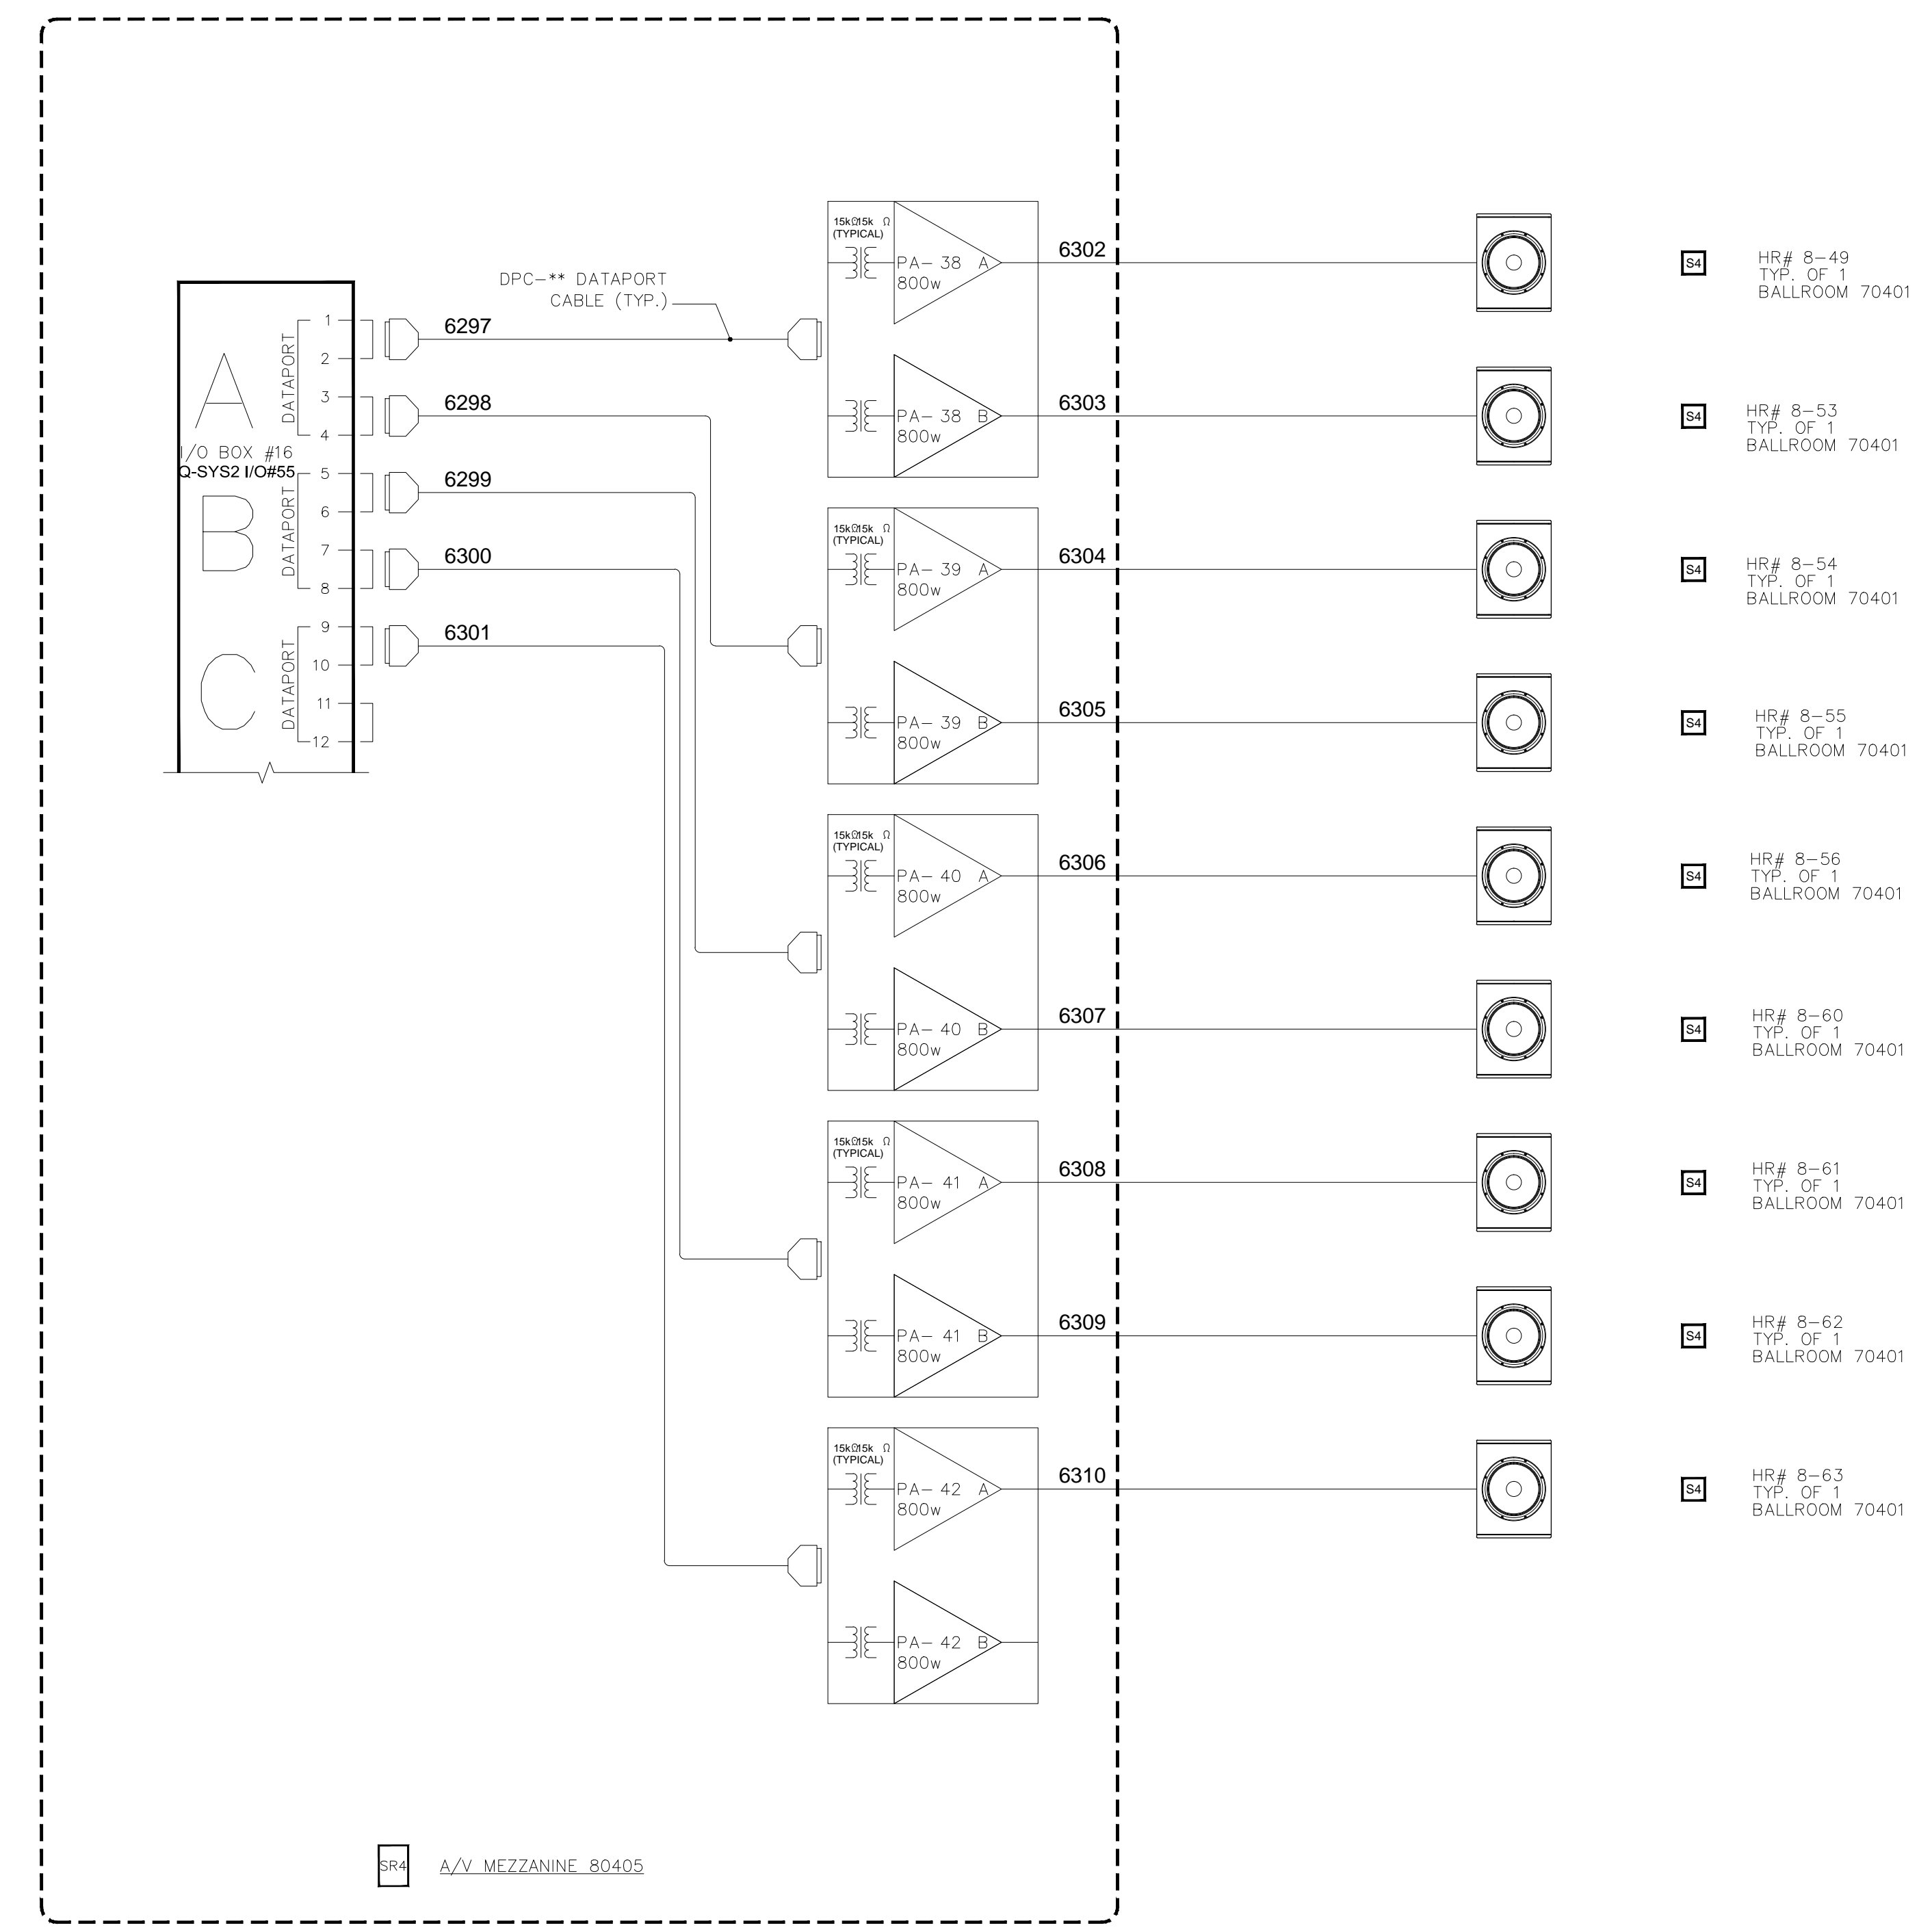 DPC-** DATAPORT
CABLE (TYP.)
A
I/O BOX #16
Q-SYS2 I/O#55
B
C
DATAPORT
1
2
3
4
DATAPORT
5
6
7
8
DATAPORT
9
10
11
12
6297
6298
6299
6300
6301
15kΩ15k Ω
(TYPICAL)
PA- 38 A
800w
6302
S4
HR# 8-49
TYP. OF 1
BALLROOM 70401
PA- 38 B
800w
6303
S4
HR# 8-53
TYP. OF 1
BALLROOM 70401
15kΩ15k Ω
(TYPICAL)
PA- 39 A
800w
6304
S4
HR# 8-54
TYP. OF 1
BALLROOM 70401
PA- 39 B
800w
6305
S4
HR# 8-55
TYP. OF 1
BALLROOM 70401
15kΩ15k Ω
(TYPICAL)
PA- 40 A
800w
6306
S4
HR# 8-56
TYP. OF 1
BALLROOM 70401
PA- 40 B
800w
6307
S4
HR# 8-60
TYP. OF 1
BALLROOM 70401
15kΩ15k Ω
(TYPICAL)
PA- 41 A
800w
6308
S4
HR# 8-61
TYP. OF 1
BALLROOM 70401
PA- 41 B
800w
6309
S4
HR# 8-62
TYP. OF 1
BALLROOM 70401
15kΩ15k Ω
(TYPICAL)
PA- 42 A
800w
6310
S4
HR# 8-63
TYP. OF 1
BALLROOM 70401
PA- 42 B
800w
SR4
A/V MEZZANINE 80405